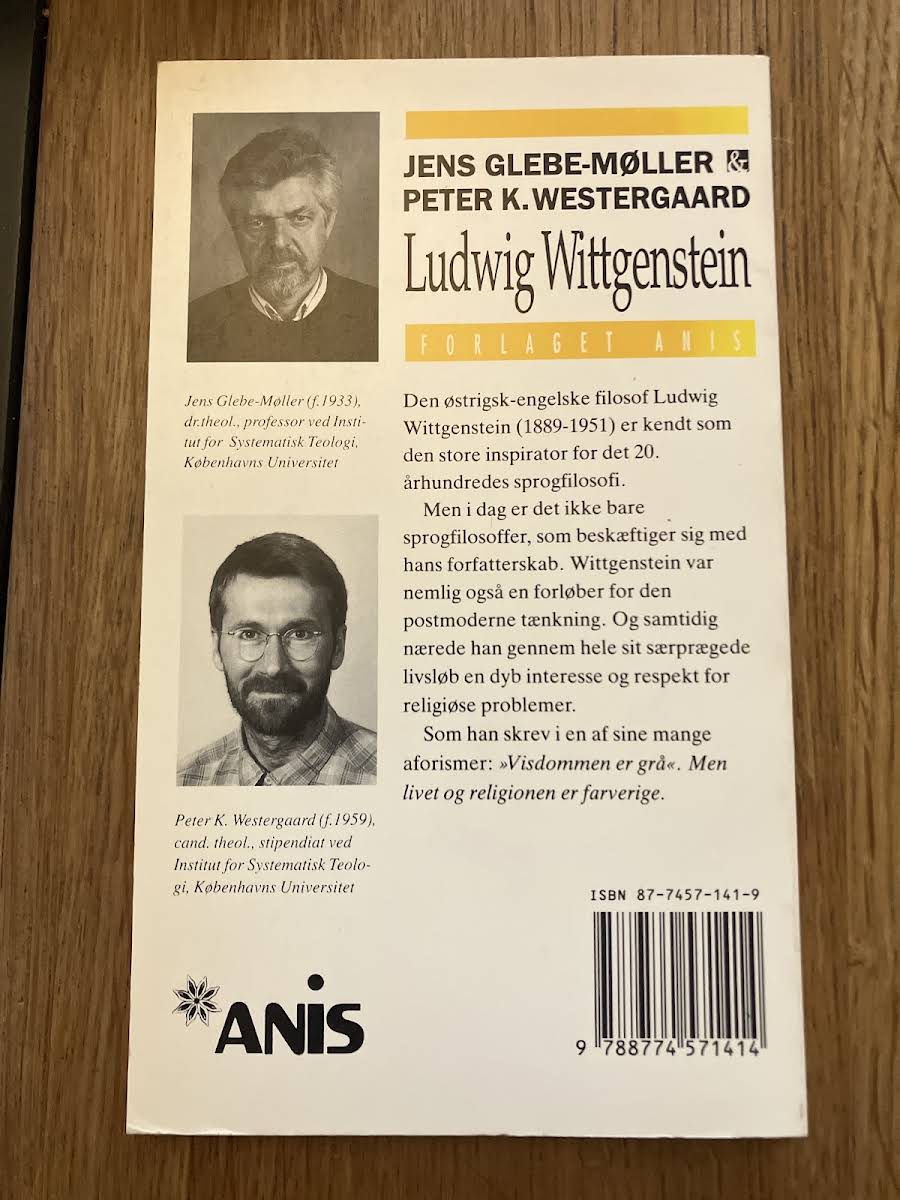 JENS GLEBE-MØLLER &
PETER K. WESTERGAARD
Ludwig Wittgenstein
FORLAGET ANIS
Jens Glebe-Møller (f.1933),
dr.theol., professor ved Insti-
tut for Systematisk Teologi,
Københavns Universitet
Peter K. Westergaard (f.1959),
cand. theol., stipendiat ved
Institut for Systematisk Teolo-
gi, Københavns Universitet
Den østrigsk-engelske filosof Ludwig
Wittgenstein (1889-1951) er kendt som
den store inspirator for det 20.
århundredes sprogfilosofi.
Men i dag er det ikke bare
sprogfilosoffer, som beskæftiger sig med
hans forfatterskab. Wittgenstein var
nemlig også en forløber for den
postmoderne tænkning. Og samtidig
nærede han gennem hele sit særprægede
livsløb en dyb interesse og respekt for
religiøse problemer.
Som han skrev i en af sine mange
aforismer: »Visdommen er grå«. Men
livet og religionen er farverige.
ANIS
ISBN 87-7457-141-9
9 788774 571414